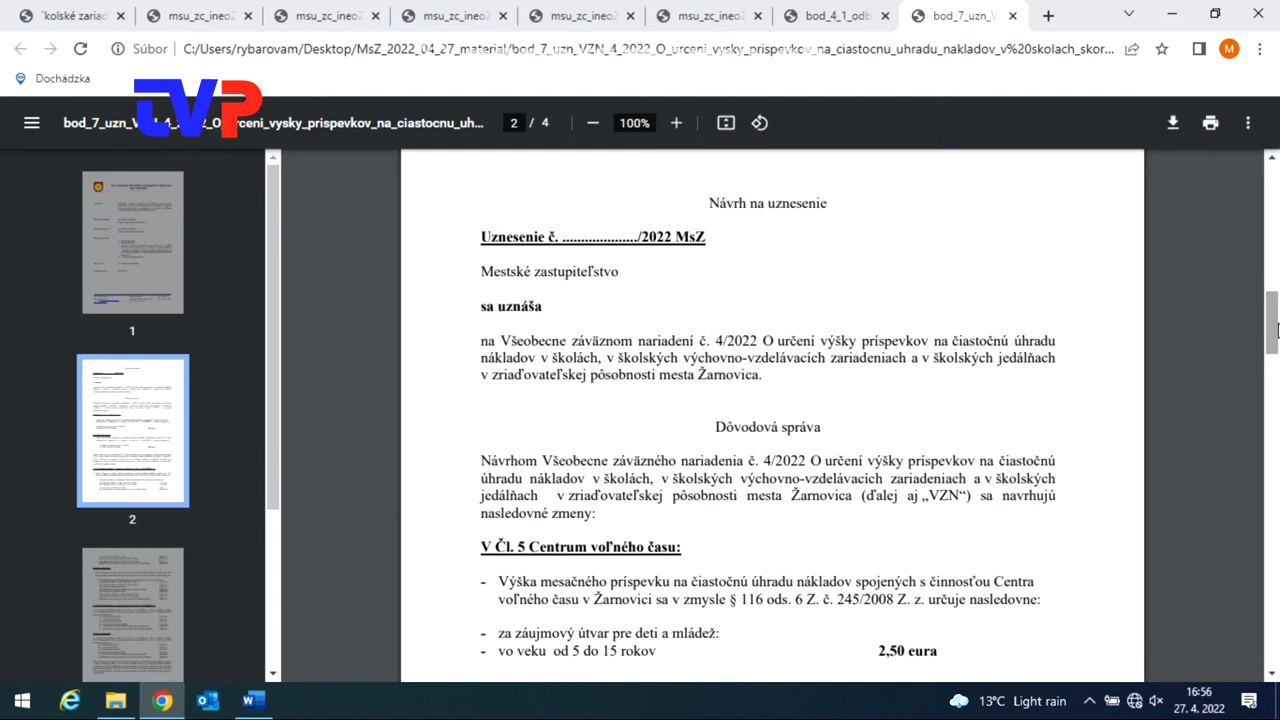 `kolské zariad
msu_zc_ineo2
msu_zc_ineo2
msu_zc_ineo2
msu_zc_ineo2
msu_zc_ineo2
bod_4_1_odb
bod_7_uzn_V
Súbor
C:/Users/rybarovam/Desktop/MsZ_2022_04_27_material/bod_7_uzn_VZN_4_2022_O_urceni_vysky_prispevkov_na_ciastocnu_uhradu_nakladov_v%20skolach_skor...
M
Dochádzka
TVP
bod_7_uzn_V
_4_2022_O_urceni_vysky_prispevkov_na_ciastocnu_uh...
2 / 4
100%
1
2
Návrh na uznesenie
Uznesenie č. ..................../2022 MsZ
Mestské zastupiteľstvo
sa uznáša
na Všeobecne záväznom nariadení č. 4/2022 O určení výšky príspevkov na čiastočnú úhradu
nákladov v školách, v školských výchovno-vzdelávacích zariadeniach a v školských jedálňach
v zriaďovateľskej pôsobnosti mesta Žarnovica.
Dôvodová správa
Návrhom Všeobecne záväzného nariadenia č. 4/2022 O určení výšky príspevkov na čiastočnú
úhradu nákladov v školách, v školských výchovno-vzdelávacích zariadeniach a v školských
jedálňach v zriaďovateľskej pôsobnosti mesta Žarnovica (ďalej aj „VZN“) sa navrhujú
nasledovné zmeny:
V Čl. 5 Centrum voľného času:
- Výška mesačného príspevku na čiastočnú úhradu nákladov spojených s činnosťou Centra
voľného času v Žarnovici sa v zmysle § 116 ods. 6 Z. č. 245/2008 Z. z. určuje nasledovne:
- za záujmový útvar pre deti a mládež:
- vo veku od 5 do 15 rokov 2,50 eura
13°C Light rain
16:56
27. 4. 2022